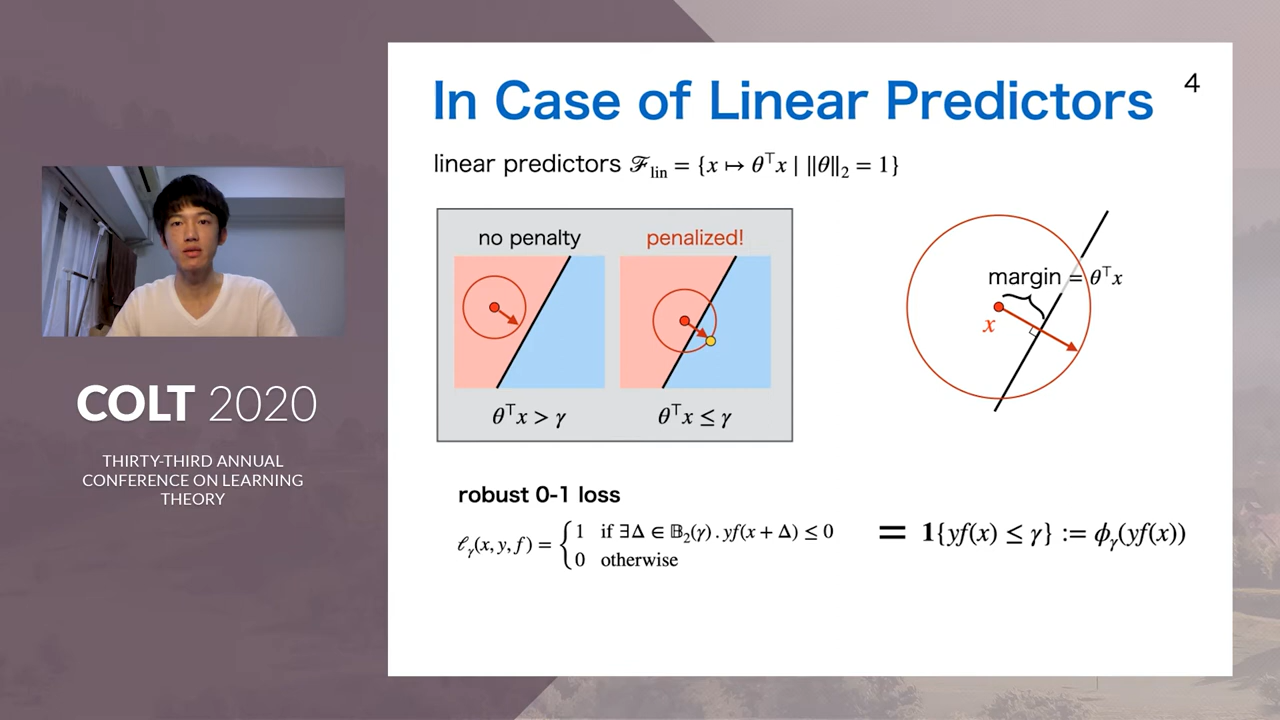 In Case of Linear Predictors
4
linear predictors ℱ_lin = {x ↦ θ^⊤x | ‖θ‖_2 = 1}
no penalty
penalized!
θ^⊤x > γ
θ^⊤x ≤ γ
margin = θ^⊤x
x
robust 0-1 loss
ℓ_γ(x, y, f) = { 1 if ∃Δ ∈ 𝔹_2(γ) . yf(x + Δ) ≤ 0
0 otherwise
= 1{yf(x) ≤ γ} := ϕ_γ(yf(x))
COLT 2020
THIRTY-THIRD ANNUAL
CONFERENCE ON LEARNING
THEORY